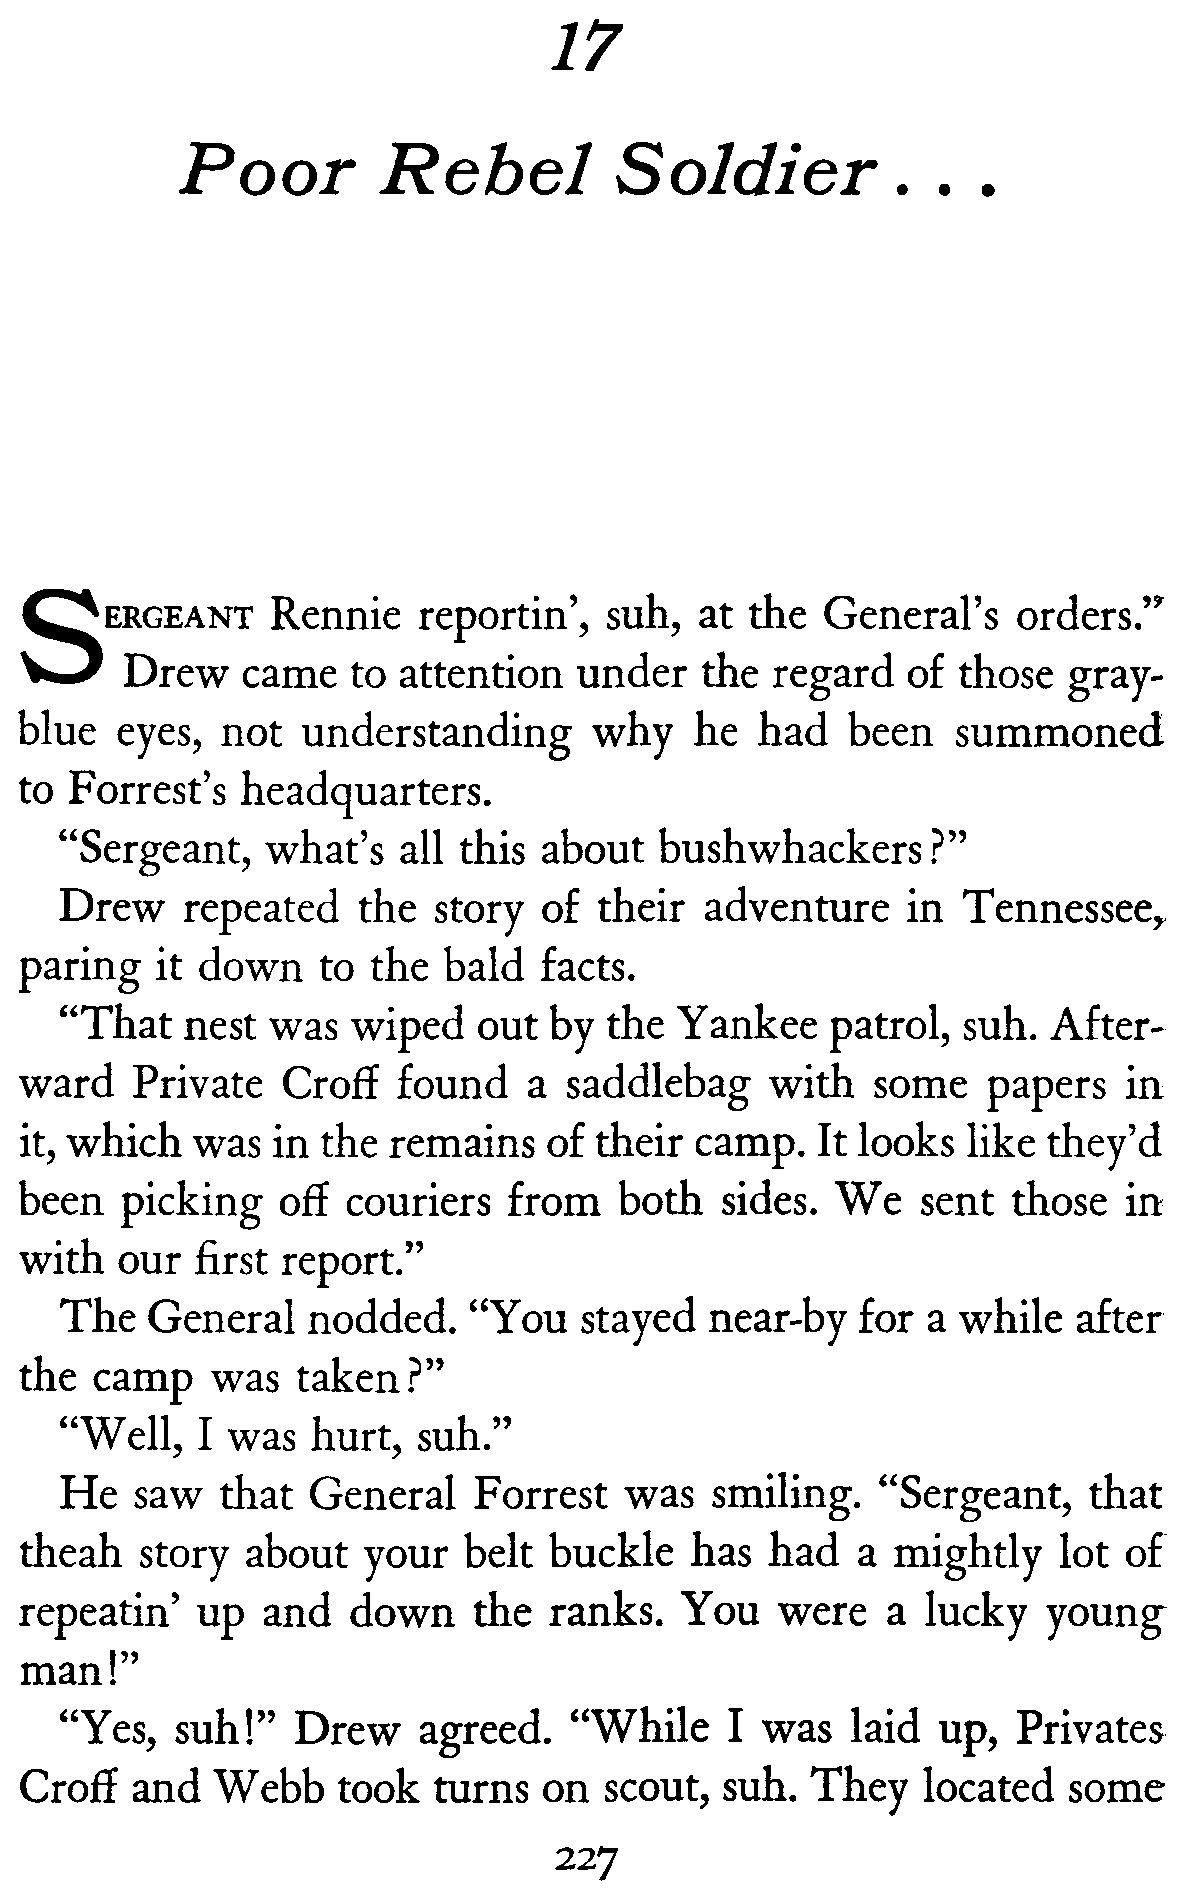 17
Poor Rebel Soldier . . .
SERGEANT Rennie reportin’, suh, at the General’s orders.”
Drew came to attention under the regard of those gray-
blue eyes, not understanding why he had been summoned
to Forrest’s headquarters.
“Sergeant, what’s all this about bushwhackers?”
Drew repeated the story of their adventure in Tennessee,
paring it down to the bald facts.
“That nest was wiped out by the Yankee patrol, suh. After-
ward Private Croff found a saddlebag with some papers in
it, which was in the remains of their camp. It looks like they’d
been picking off couriers from both sides. We sent those in
with our first report.”
The General nodded. “You stayed near-by for a while after
the camp was taken?”
“Well, I was hurt, suh.”
He saw that General Forrest was smiling. “Sergeant, that
theah story about your belt buckle has had a mightly lot of
repeatin’ up and down the ranks. You were a lucky young
man!”
“Yes, suh!” Drew agreed. “While I was laid up, Privates
Croff and Webb took turns on scout, suh. They located some
227